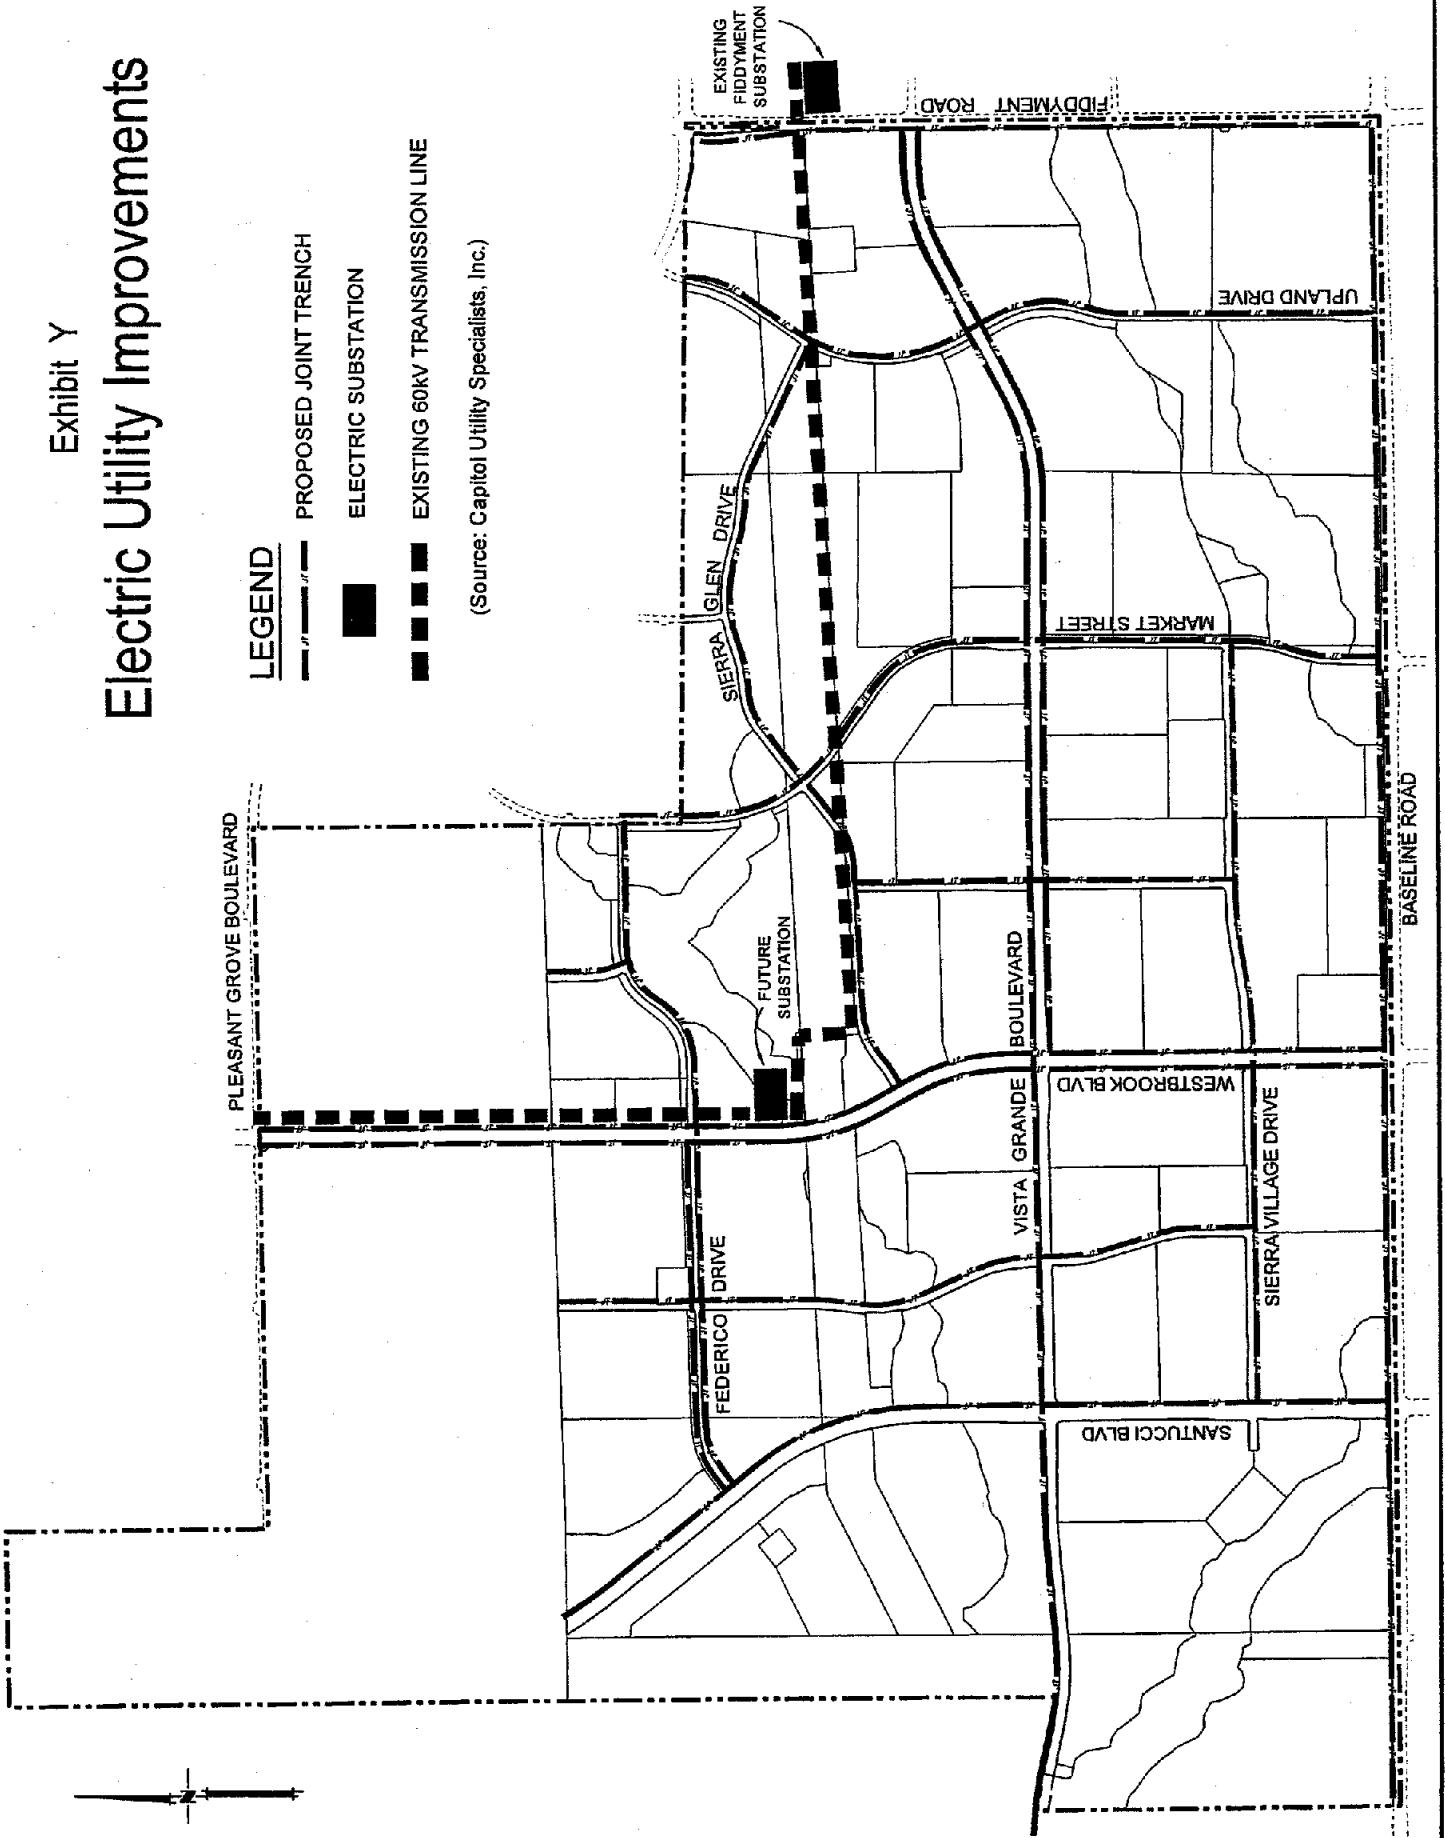 Exhibit Y
Electric Utility Improvements
LEGEND
PROPOSED JOINT TRENCH
ELECTRIC SUBSTATION
EXISTING 60kV TRANSMISSION LINE
(Source: Capitol Utility Specialists, Inc.)
PLEASANT GROVE BOULEVARD
EXISTING
FIDDYMENT
SUBSTATION
FIDDYMENT ROAD
SIERRA GLEN DRIVE
UPLAND DRIVE
MARKET STREET
FUTURE
SUBSTATION
FEDERICO DRIVE
VISTA GRANDE BOULEVARD
WESTBROOK BLVD
SIERRA VILLAGE DRIVE
SANTUCCI BLVD
BASELINE ROAD
Z